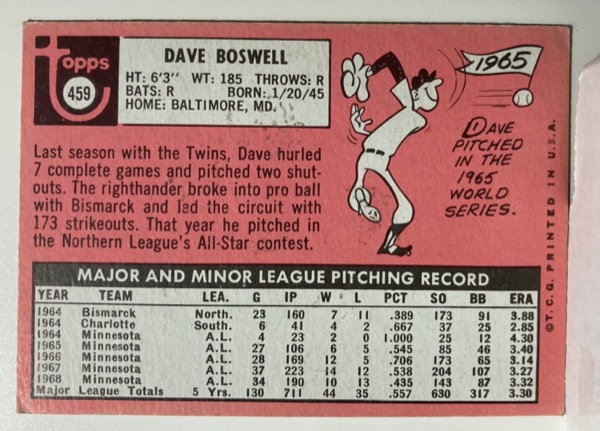 topps
459
DAVE BOSWELL
HT: 6'3" WT: 185 THROWS: R
BATS: R BORN: 1/20/45
HOME: BALTIMORE, MD.
Last season with the Twins, Dave hurled
7 complete games and pitched two shut-
outs. The righthander broke into pro ball
with Bismarck and led the circuit with
173 strikeouts. That year he pitched in
the Northern League's All-Star contest.
1965
DAVE
PITCHED
IN THE
1965
WORLD
SERIES.
©T.C.G. PRINTED IN U.S.A.
MAJOR AND MINOR LEAGUE PITCHING RECORD
YEAR TEAM LEA. G IP W L PCT SO BB ERA
1964 Bismarck North. 23 160 7 11 .389 173 91 3.88
1964 Charlotte South. 6 41 4 2 .667 37 25 2.85
1964 Minnesota A.L. 4 23 2 0 1.000 25 12 4.30
1965 Minnesota A.L. 27 106 6 5 .545 85 46 3.40
1966 Minnesota A.L. 28 169 12 5 .706 173 65 3.14
1967 Minnesota A.L. 37 223 14 12 .538 204 107 3.27
1968 Minnesota A.L. 34 190 10 13 .435 143 87 3.32
Major League Totals 5 Yrs. 130 711 44 35 .557 630 317 3.30